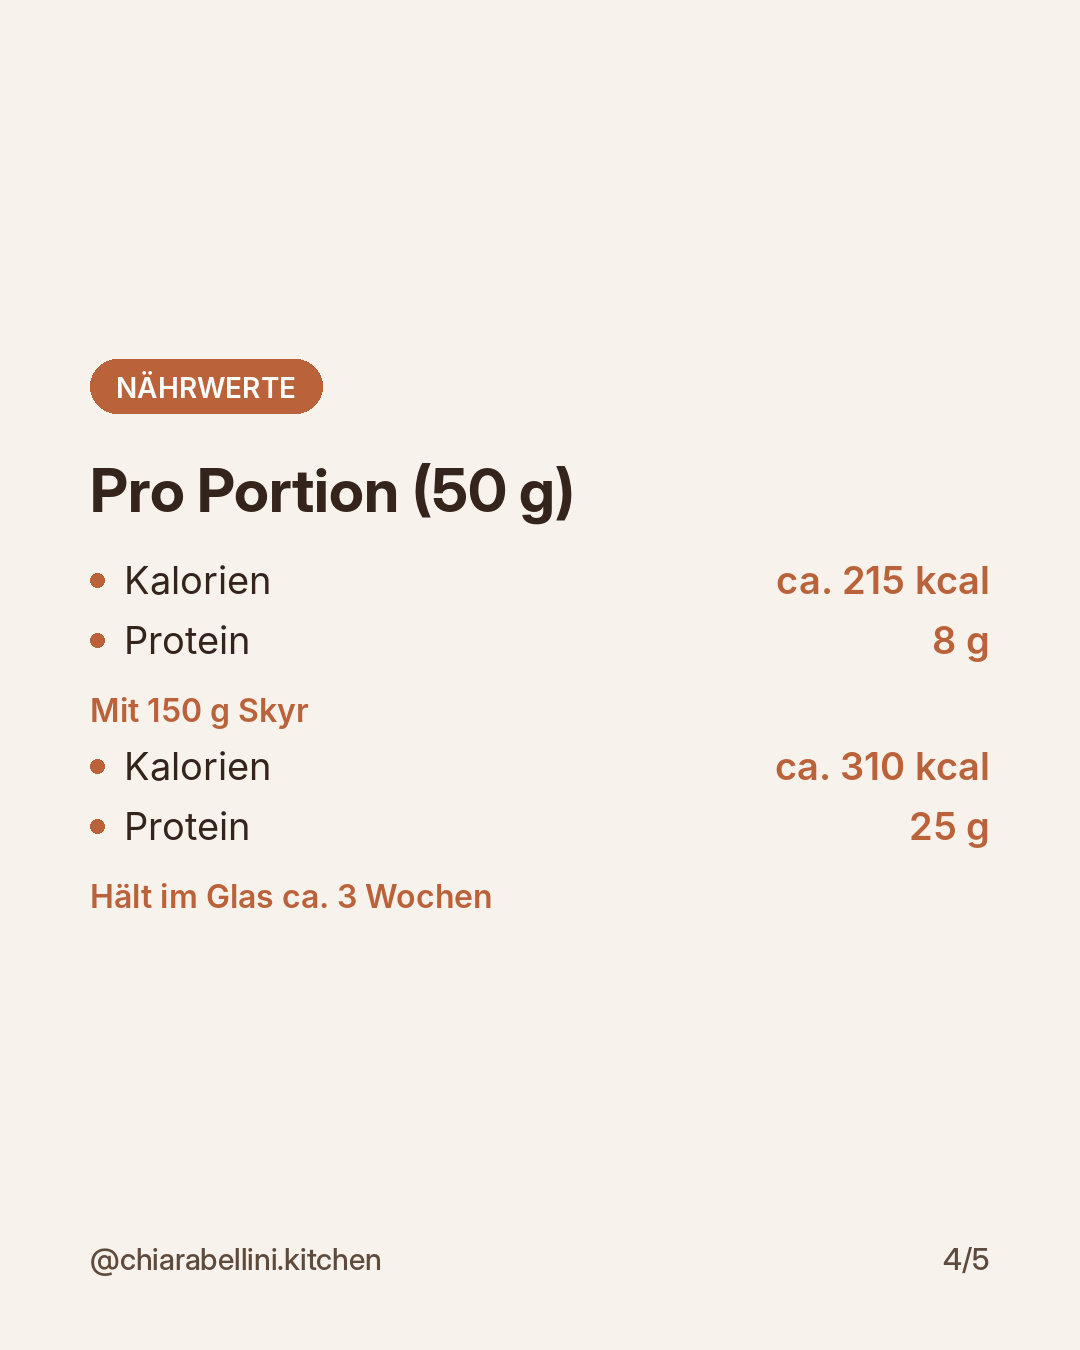 NÄHRWERTE
Pro Portion (50 g)
• Kalorien ca. 215 kcal
• Protein 8 g
Mit 150 g Skyr
• Kalorien ca. 310 kcal
• Protein 25 g
Hält im Glas ca. 3 Wochen
@chiarabellini.kitchen 4/5